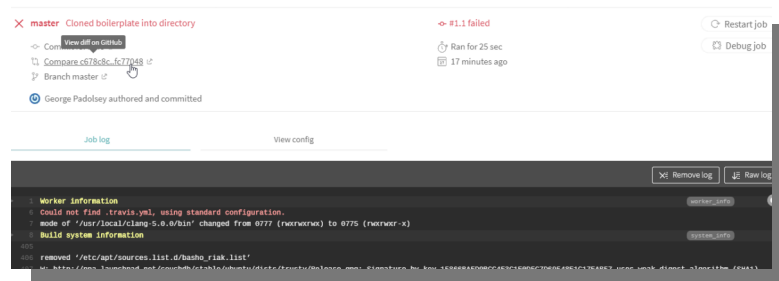 master Cloned boilerplate into directory
#1.1 failed
Restart job
View diff on GitHub
Debug job
Ran for 25 sec
Compare c678c8c..fc77048
17 minutes ago
Branch master
George Padolsey authored and committed
Job log
View config
Remove log
Raw log
1 Worker information
worker_info
6 Could not find .travis.yml, using standard configuration.
7 mode of ‘/usr/local/clang-5.0.0/bin’ changed from 0777 (rwxrwxrwx) to 0775 (rwxrwxr-x)
8 Build system information
system_info
405
406 removed ‘/etc/apt/sources.list.d/basho_riak.list’